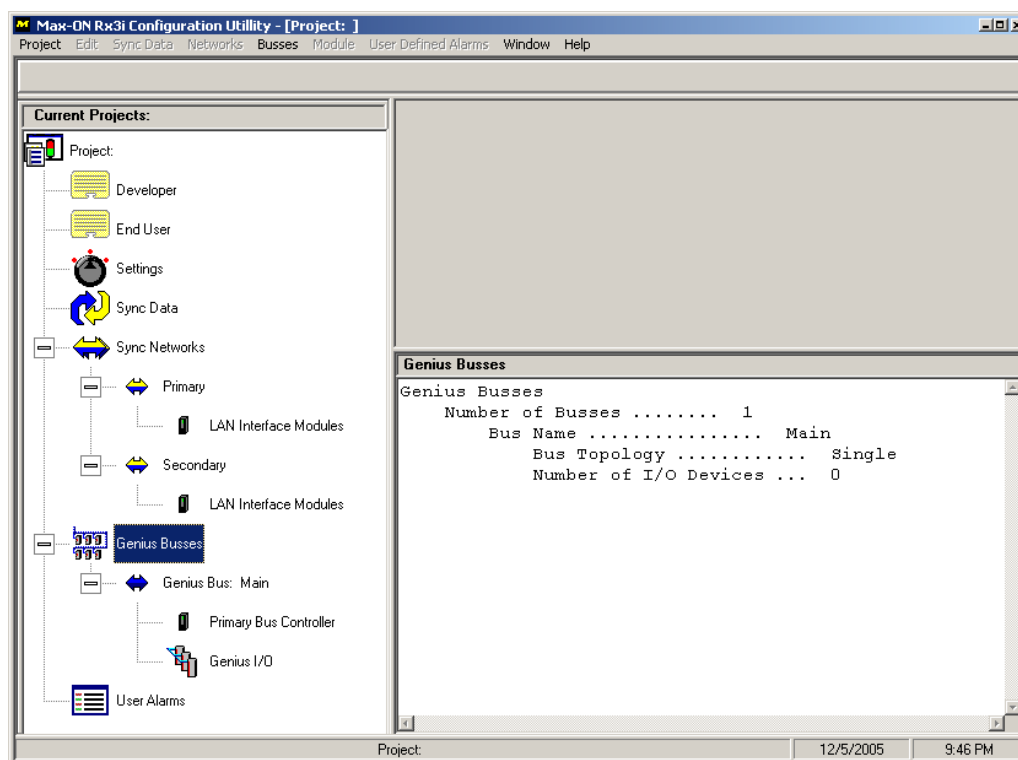 Max-ON Rx3i Configuration Utillity - [Project: ]
Project Edit Sync Data Networks Busses Module User Defined Alarms Window Help
Current Projects:
Project:
Developer
End User
Settings
Sync Data
Sync Networks
Primary
LAN Interface Modules
Secondary
LAN Interface Modules
Genius Busses
Genius Bus: Main
Primary Bus Controller
Genius I/O
User Alarms
Genius Busses
Genius Busses
Number of Busses ........ 1
Bus Name ................ Main
Bus Topology ............ Single
Number of I/O Devices ... 0
Project:
12/5/2005
9:46 PM